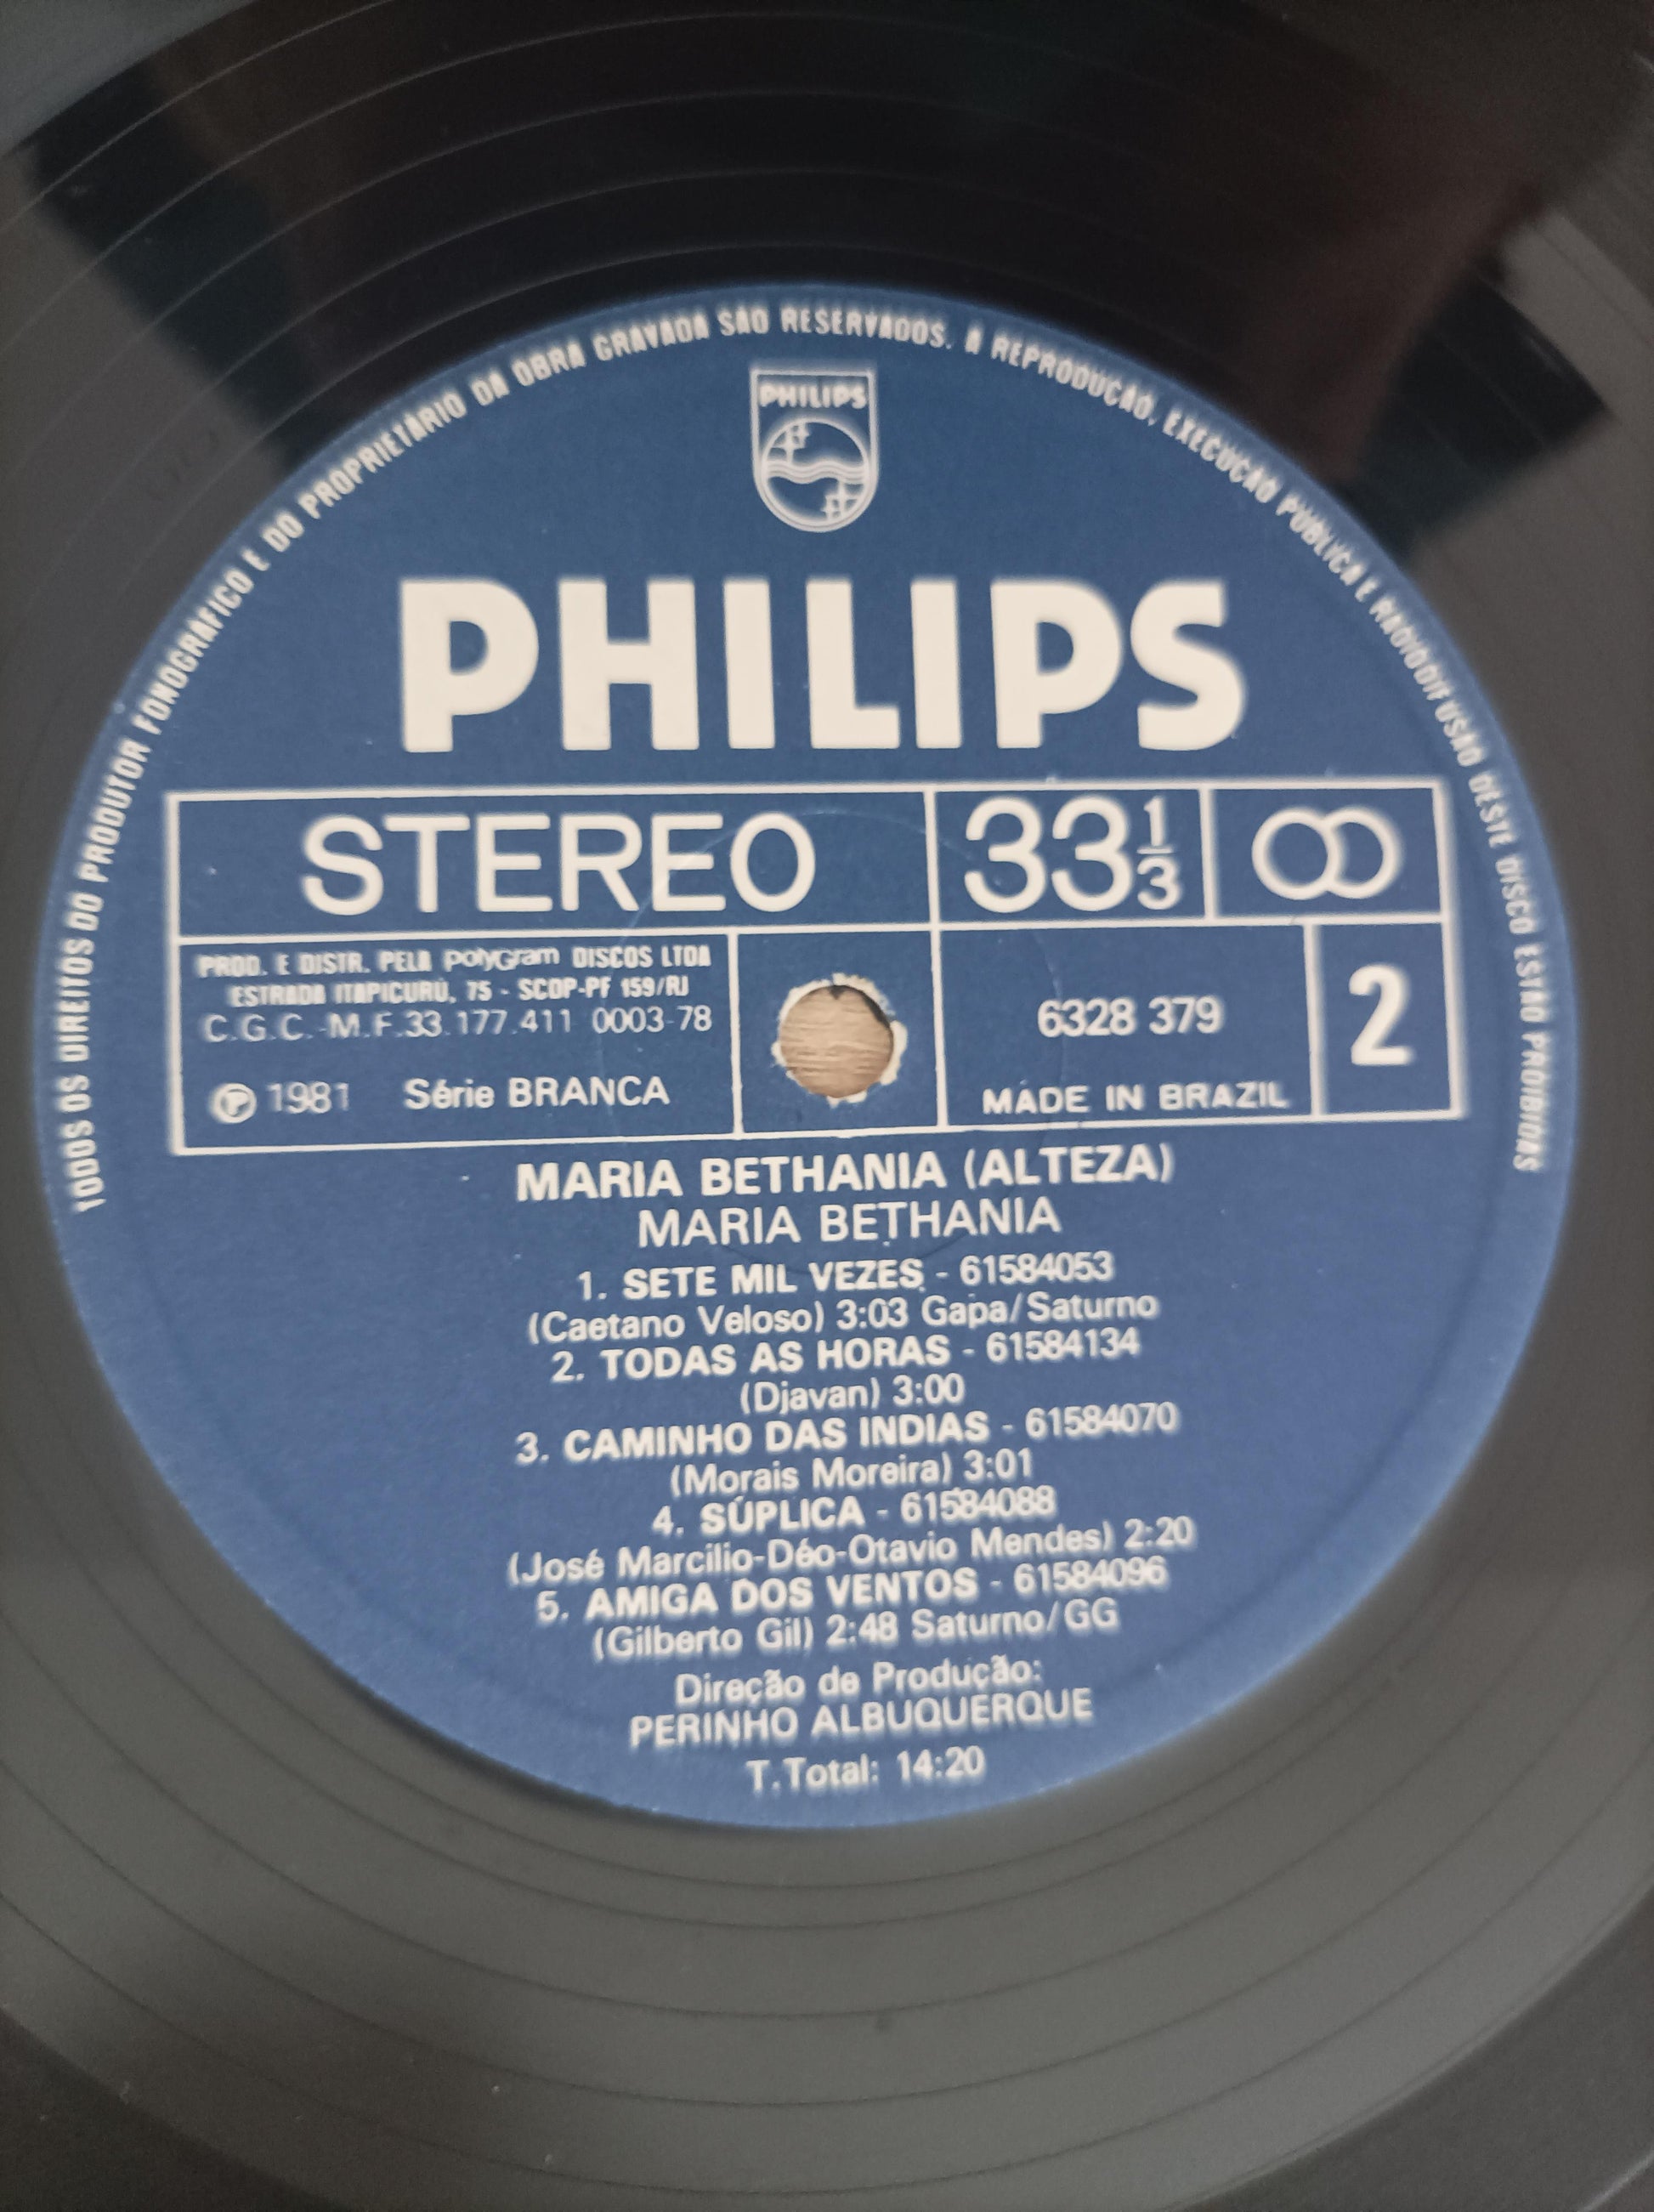 TODOS OS DIREITOS DO PRODUTOR FONOGRÁFICO E DO PROPRIETÁRIO DA OBRA GRAVADA SÃO RESERVADOS. A REPRODUÇÃO, EXECUÇÃO PÚBLICA E RADIODIFUSÃO DESTE DISCO ESTÃO PROIBIDAS
PHILIPS
PHILIPS
STEREO
33 1/3
PROD. E DISTR. PELA polyGram DISCOS LTDA
ESTRADA ITAPICURÚ, 75 - SCDP-PF 159/RJ
C.G.C.-M.F.33.177.411 0003-78
℗ 1981 Série BRANCA
6328 379
MADE IN BRAZIL
2
MARIA BETHANIA (ALTEZA)
MARIA BETHANIA
1. SETE MIL VEZES - 61584053
(Caetano Veloso) 3:03 Gapa/Saturno
2. TODAS AS HORAS - 61584134
(Djavan) 3:00
3. CAMINHO DAS INDIAS - 61584070
(Morais Moreira) 3:01
4. SÚPLICA - 61584088
(José Marcilio-Déo-Otavio Mendes) 2:20
5. AMIGA DOS VENTOS - 61584096
(Gilberto Gil) 2:48 Saturno/GG
Direção de Produção:
PERINHO ALBUQUERQUE
T.Total: 14:20